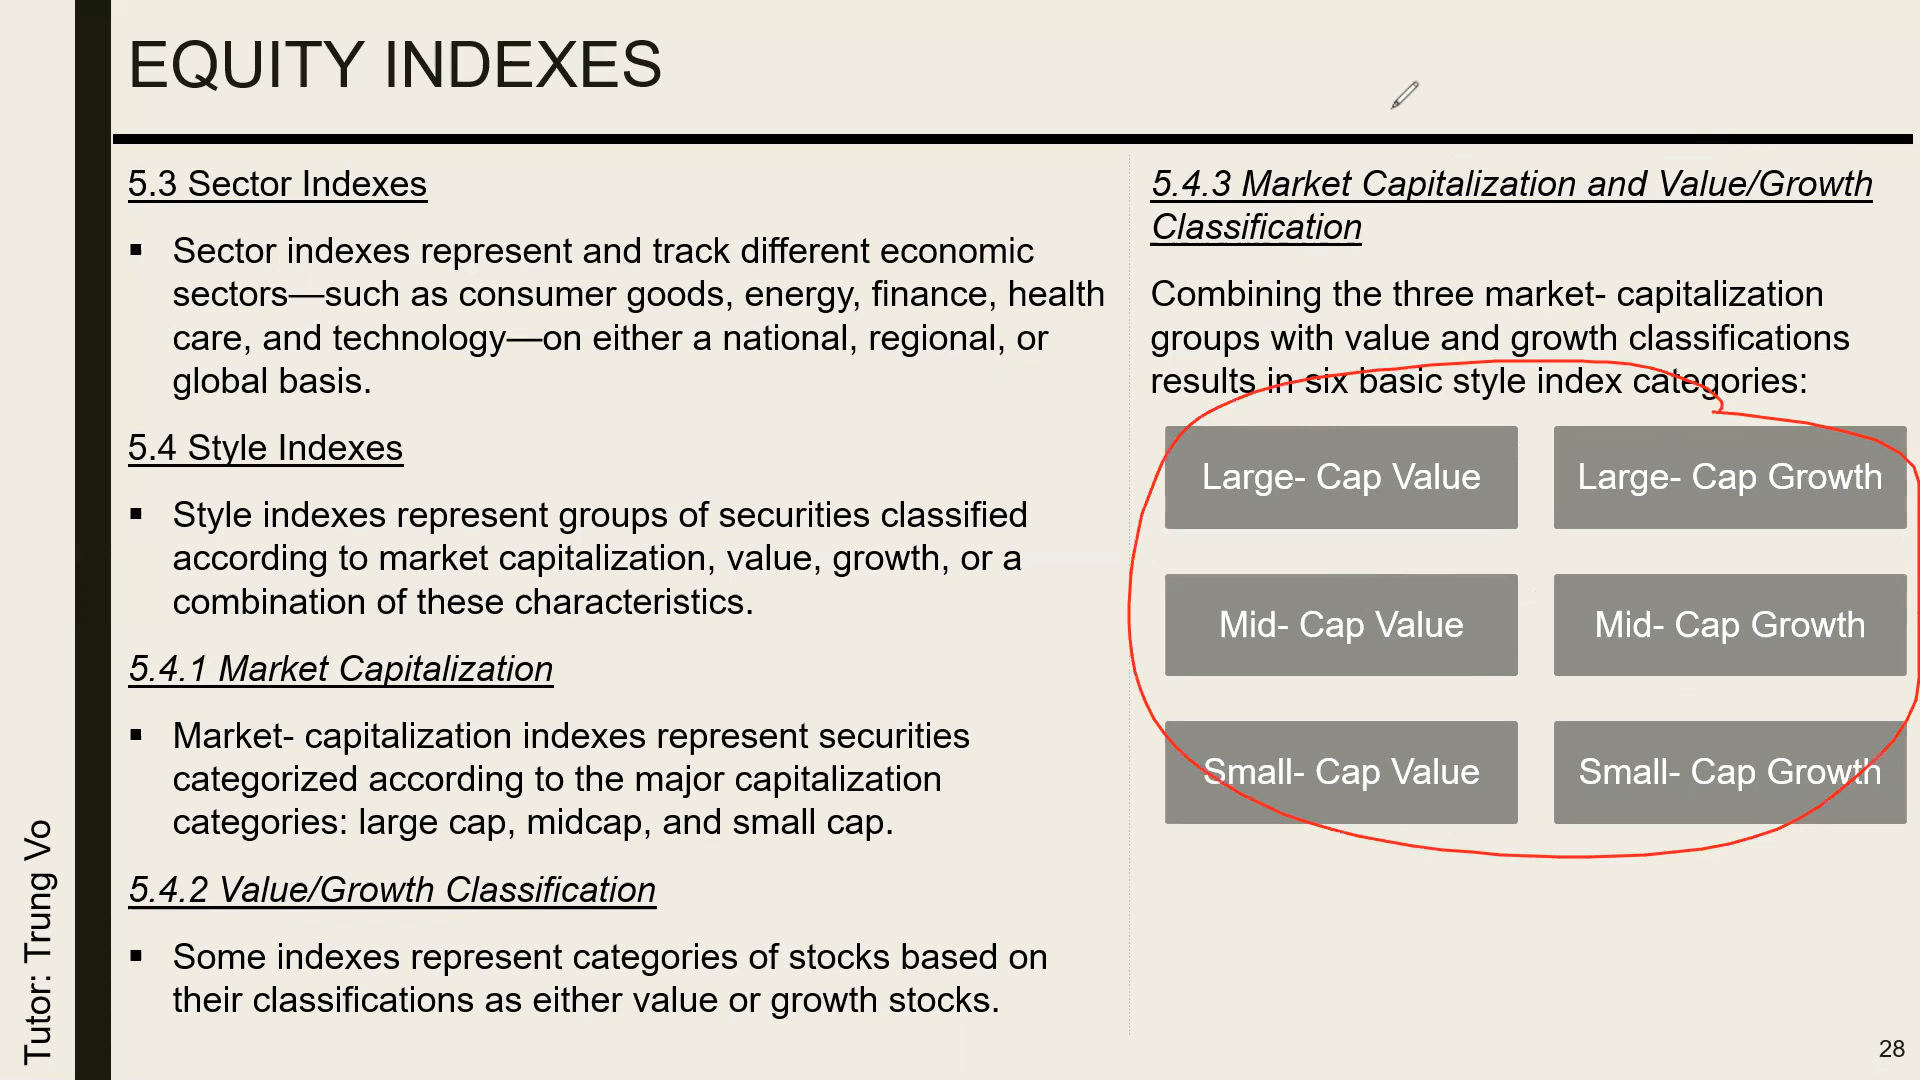 EQUITY INDEXES
5.3 Sector Indexes
▪ Sector indexes represent and track different economic
sectors—such as consumer goods, energy, finance, health
care, and technology—on either a national, regional, or
global basis.
5.4 Style Indexes
▪ Style indexes represent groups of securities classified
according to market capitalization, value, growth, or a
combination of these characteristics.
5.4.1 Market Capitalization
▪ Market- capitalization indexes represent securities
categorized according to the major capitalization
categories: large cap, midcap, and small cap.
5.4.2 Value/Growth Classification
▪ Some indexes represent categories of stocks based on
their classifications as either value or growth stocks.
5.4.3 Market Capitalization and Value/Growth
Classification
Combining the three market- capitalization
groups with value and growth classifications
results in six basic style index categories:
Large- Cap Value
Large- Cap Growth
Mid- Cap Value
Mid- Cap Growth
Small- Cap Value
Small- Cap Growth
Tutor: Trung Vo
28